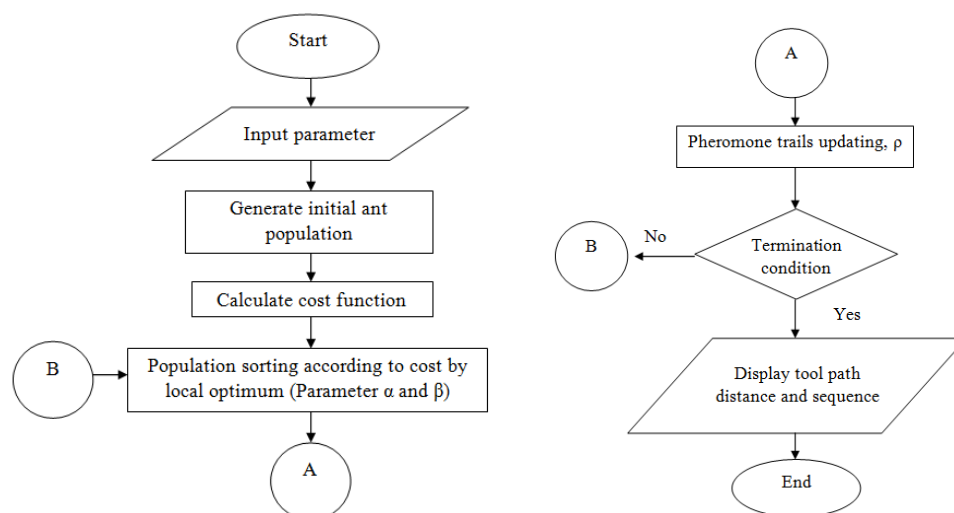 Start
Input parameter
Generate initial ant
population
Calculate cost function
B
Population sorting according to cost by
local optimum (Parameter α and β)
A
A
Pheromone trails updating, ρ
B
No
Termination
condition
Yes
Display tool path
distance and sequence
End